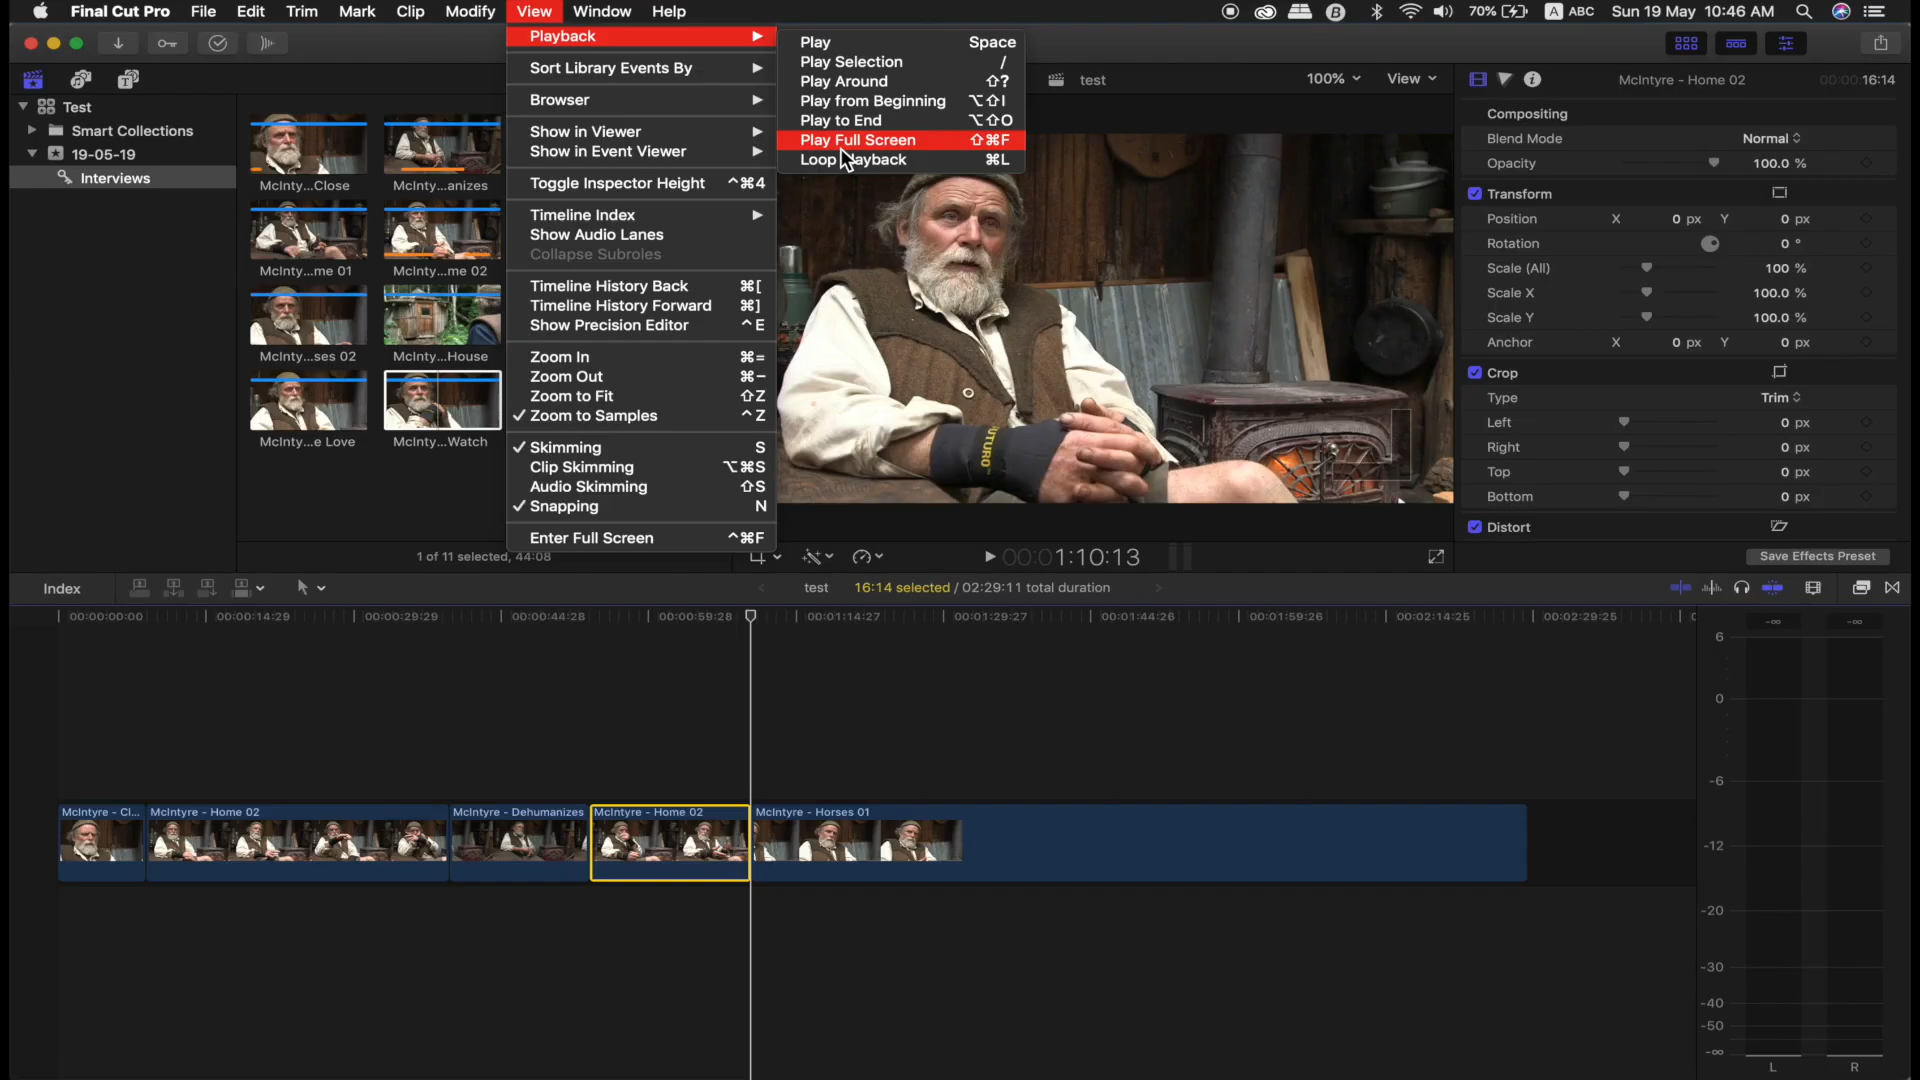 Final Cut Pro File Edit Trim Mark Clip Modify View Window Help 70% A ABC Sun 19 May 10:46 AM
Playback
Sort Library Events By
Browser
Show in Viewer
Show in Event Viewer
Toggle Inspector Height ^⌘4
Timeline Index
Show Audio Lanes
Collapse Subroles
Timeline History Back ⌘[
Timeline History Forward ⌘]
Show Precision Editor ^E
Zoom In ⌘=
Zoom Out ⌘−
Zoom to Fit ⇧Z
✓ Zoom to Samples ^Z
✓ Skimming S
Clip Skimming ⌥⌘S
Audio Skimming ⇧S
✓ Snapping N
Enter Full Screen ^⌘F
Play Space
Play Selection /
Play Around ⇧?
Play from Beginning ⌥⇧I
Play to End ⌥⇧O
Play Full Screen ⇧⌘F
Loop Playback ⌘L
Test
Smart Collections
19-05-19
Interviews
McInty...Close
McInty...anizes
McInty...me 01
McInty...me 02
McInty...ses 02
McInty...House
McInty...e Love
McInty...Watch
1 of 11 selected, 44:08
test 100% View
FUTURO
00:00:1:10:13
McIntyre - Home 02 00:00:16:14
Compositing
Blend Mode Normal
Opacity 100.0 %
Transform
Position X 0 px Y 0 px
Rotation 0 °
Scale (All) 100 %
Scale X 100.0 %
Scale Y 100.0 %
Anchor X 0 px Y 0 px
Crop
Type Trim
Left 0 px
Right 0 px
Top 0 px
Bottom 0 px
Distort
Save Effects Preset
Index
test 16:14 selected / 02:29:11 total duration
00:00:00:00 00:00:14:29 00:00:29:29 00:00:44:28 00:00:59:28 00:01:14:27 00:01:29:27 00:01:44:26 00:01:59:26 00:02:14:25 00:02:29:25
McIntyre - Cl...
McIntyre - Home 02
McIntyre - Dehumanizes
McIntyre - Home 02
McIntyre - Horses 01
-∞ -∞
6
0
-6
-12
-20
-30
-40
-50
-∞
L R